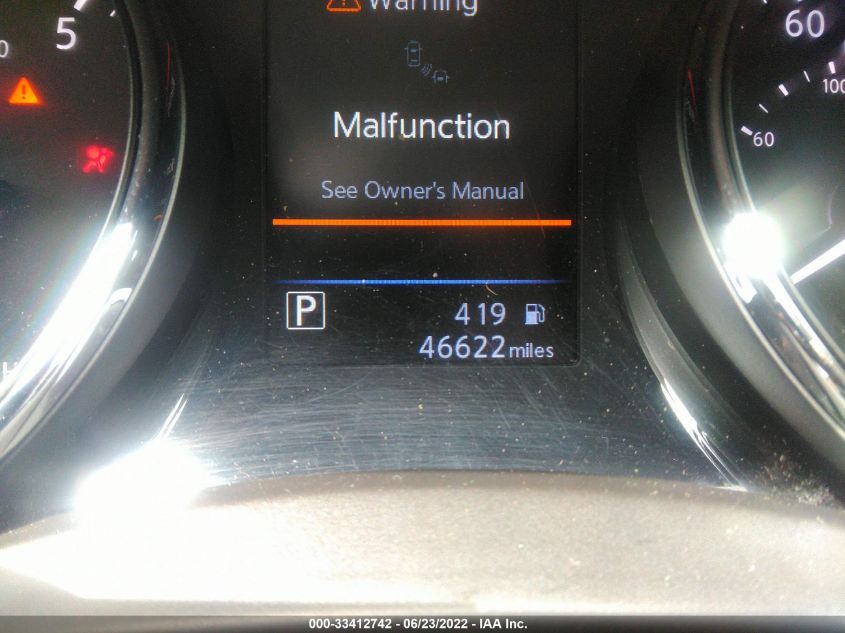 Warning
5
60
100
60
Malfunction
See Owner's Manual
P 419
46622 miles
H
000-33412742 - 06/23/2022 - IAA Inc.